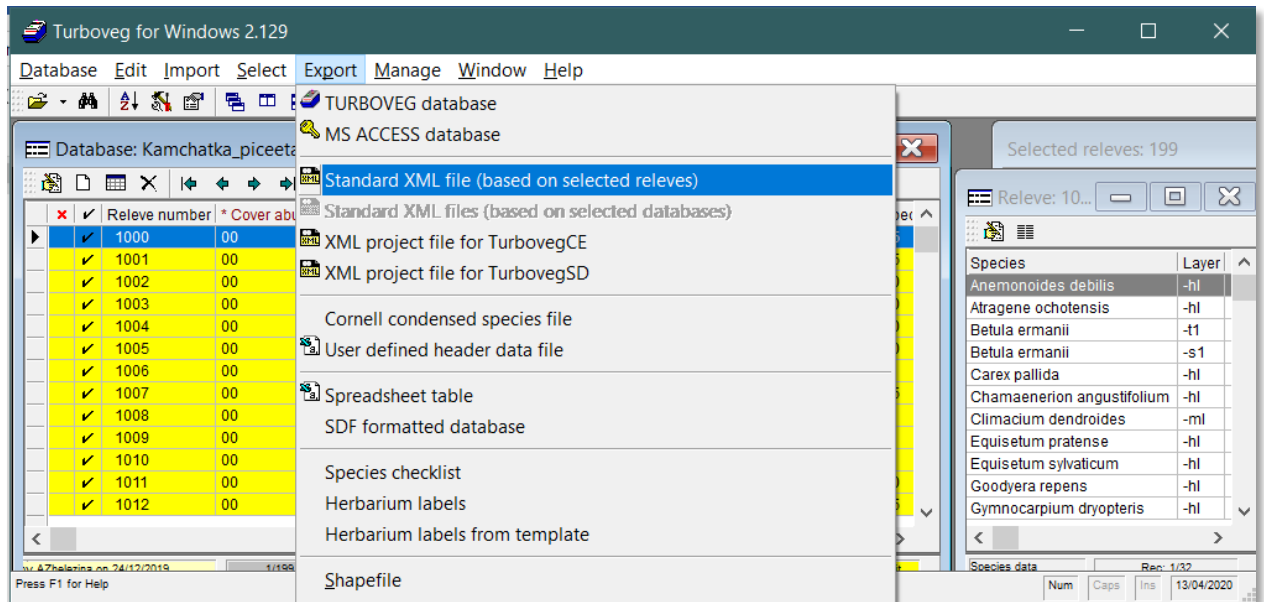 Turboveg for Windows 2.129
Database Edit Import Select Export Manage Window Help
TURBOVEG database
MS ACCESS database
Standard XML file (based on selected releves)
Standard XML files (based on selected databases)
XML project file for TurbovegCE
XML project file for TurbovegSD
Cornell condensed species file
User defined header data file
Spreadsheet table
SDF formatted database
Species checklist
Herbarium labels
Herbarium labels from template
Shapefile
Database: Kamchatka_piceeta
Releve number * Cover abu
1000 00
1001 00
1002 00
1003 00
1004 00
1005 00
1006 00
1007 00
1008 00
1009 00
1010 00
1011 00
1012 00
AZhelezina on 24/12/2019 1/199
Press F1 for Help
Selected releves: 199
Releve: 10...
Species Layer
Anemonoides debilis -hl
Atragene ochotensis -hl
Betula ermanii -t1
Betula ermanii -s1
Carex pallida -hl
Chamaenerion angustifolium -hl
Climacium dendroides -ml
Equisetum pratense -hl
Equisetum sylvaticum -hl
Goodyera repens -hl
Gymnocarpium dryopteris -hl
Species data Rec: 1/32
Num Caps Ins 13/04/2020